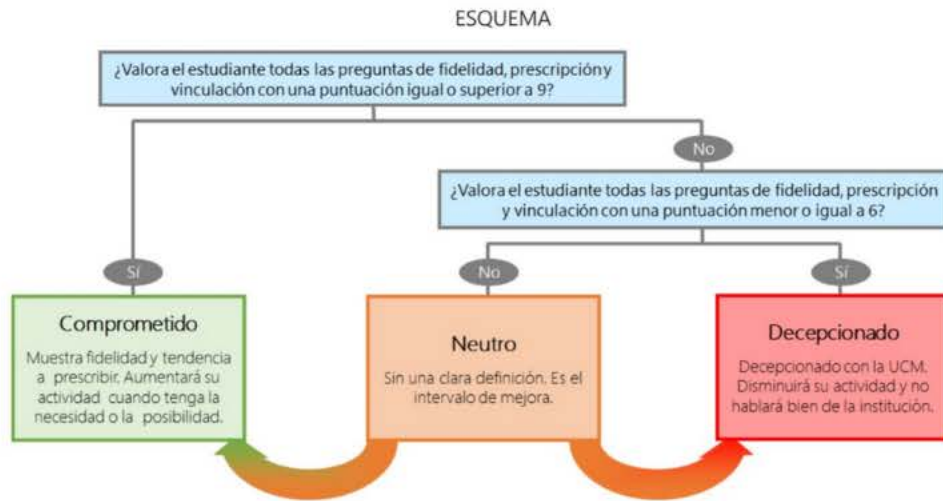 ESQUEMA
¿Valora el estudiante todas las preguntas de fidelidad, prescripción y
vinculación con una puntuación igual o superior a 9?
No
¿Valora el estudiante todas las preguntas de fidelidad, prescripción
y vinculación con una puntuación menor o igual a 6?
Sí
No
Sí
Comprometido
Muestra fidelidad y tendencia
a prescribir. Aumentará su
actividad cuando tenga la
necesidad o la posibilidad.
Neutro
Sin una clara definición. Es el
intervalo de mejora.
Decepcionado
Decepcionado con la UCM.
Disminuirá su actividad y no
hablará bien de la institución.